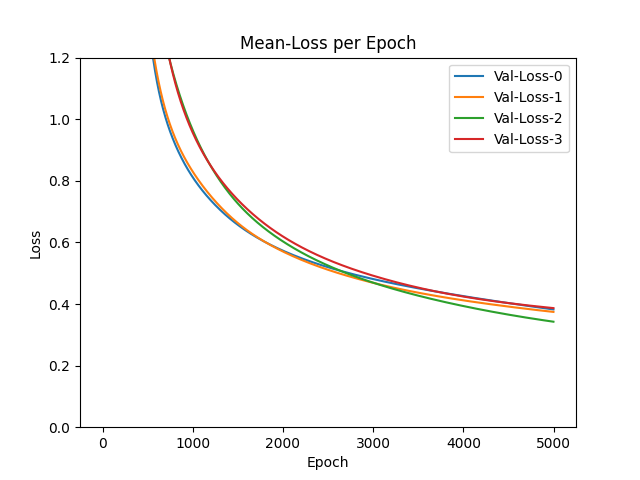 Mean-Loss per Epoch
1.2
1.0
0.8
0.6
0.4
0.2
0.0
Loss
Val-Loss-0
Val-Loss-1
Val-Loss-2
Val-Loss-3
0 1000 2000 3000 4000 5000
Epoch